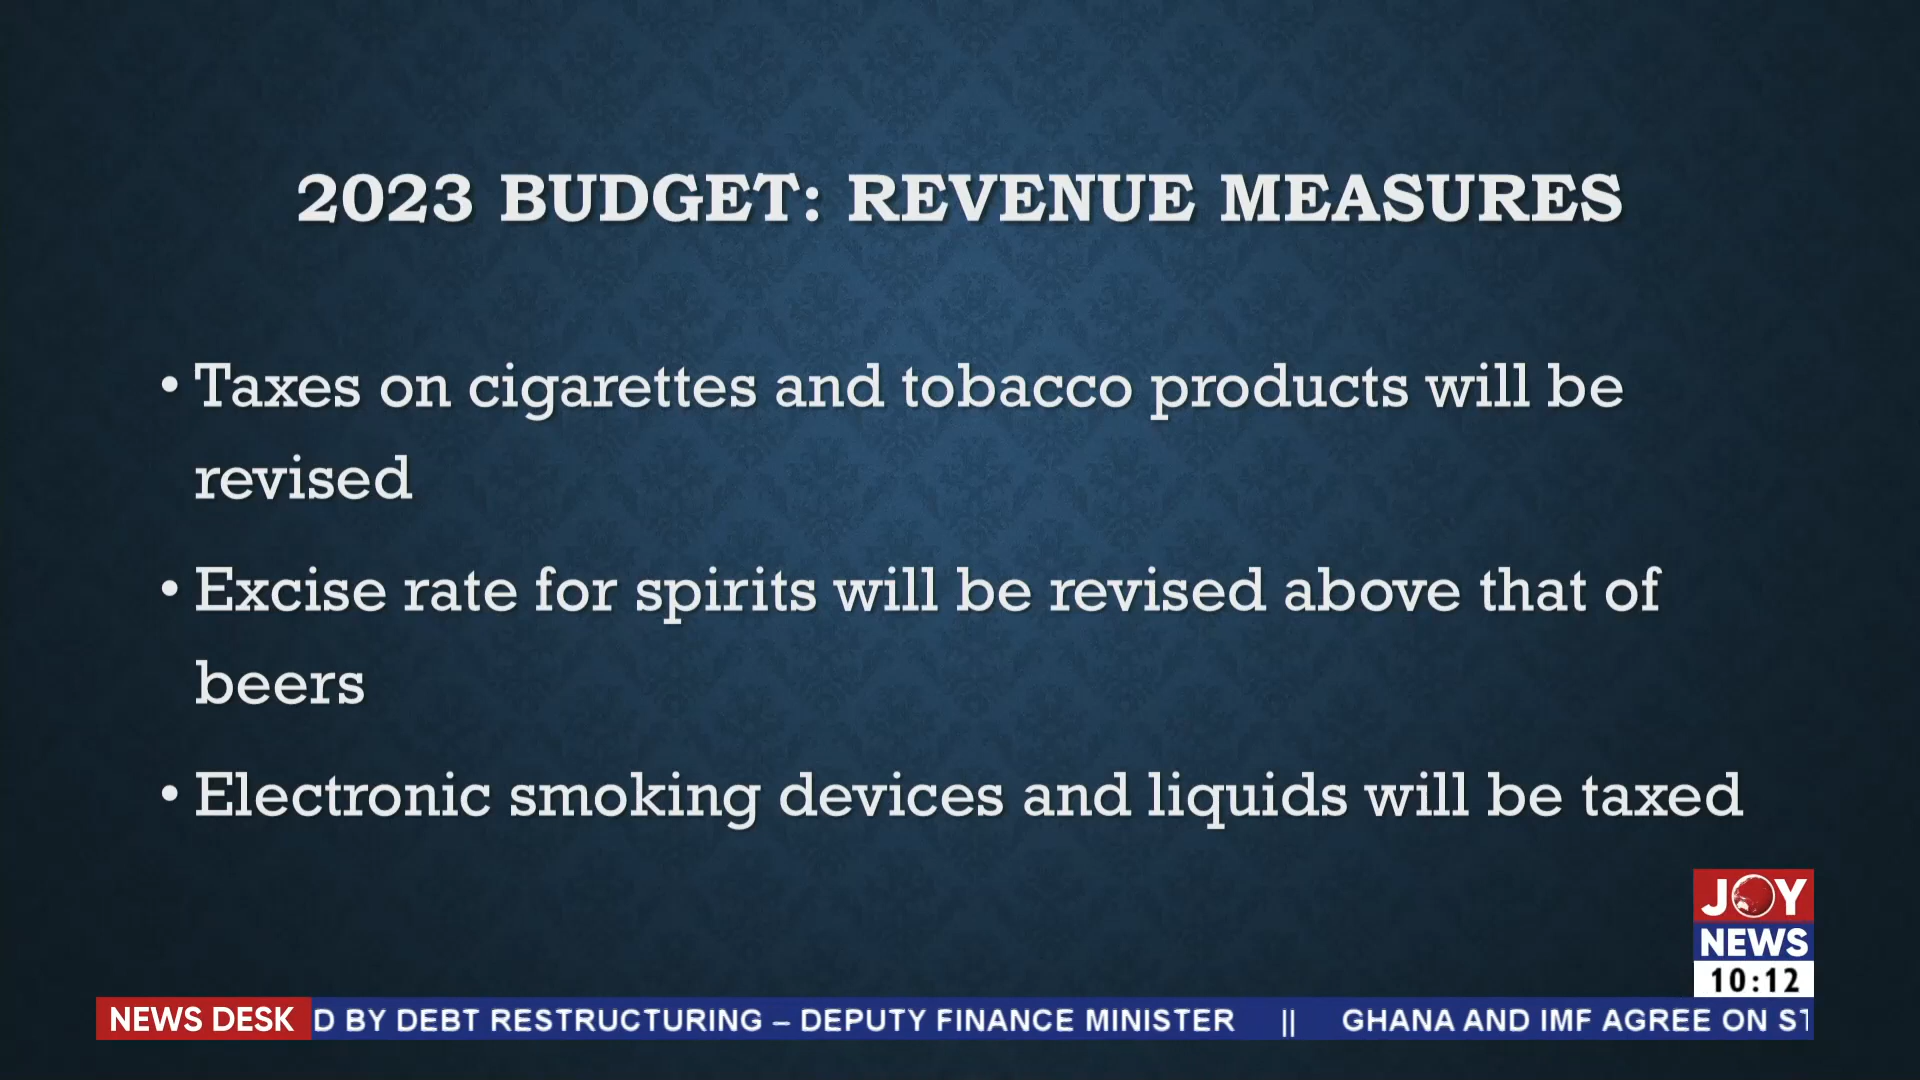 2023 BUDGET: REVENUE MEASURES
• Taxes on cigarettes and tobacco products will be
revised
• Excise rate for spirits will be revised above that of
beers
• Electronic smoking devices and liquids will be taxed
JOY
NEWS
10:12
NEWS DESK D BY DEBT RESTRUCTURING – DEPUTY FINANCE MINISTER || GHANA AND IMF AGREE ON ST